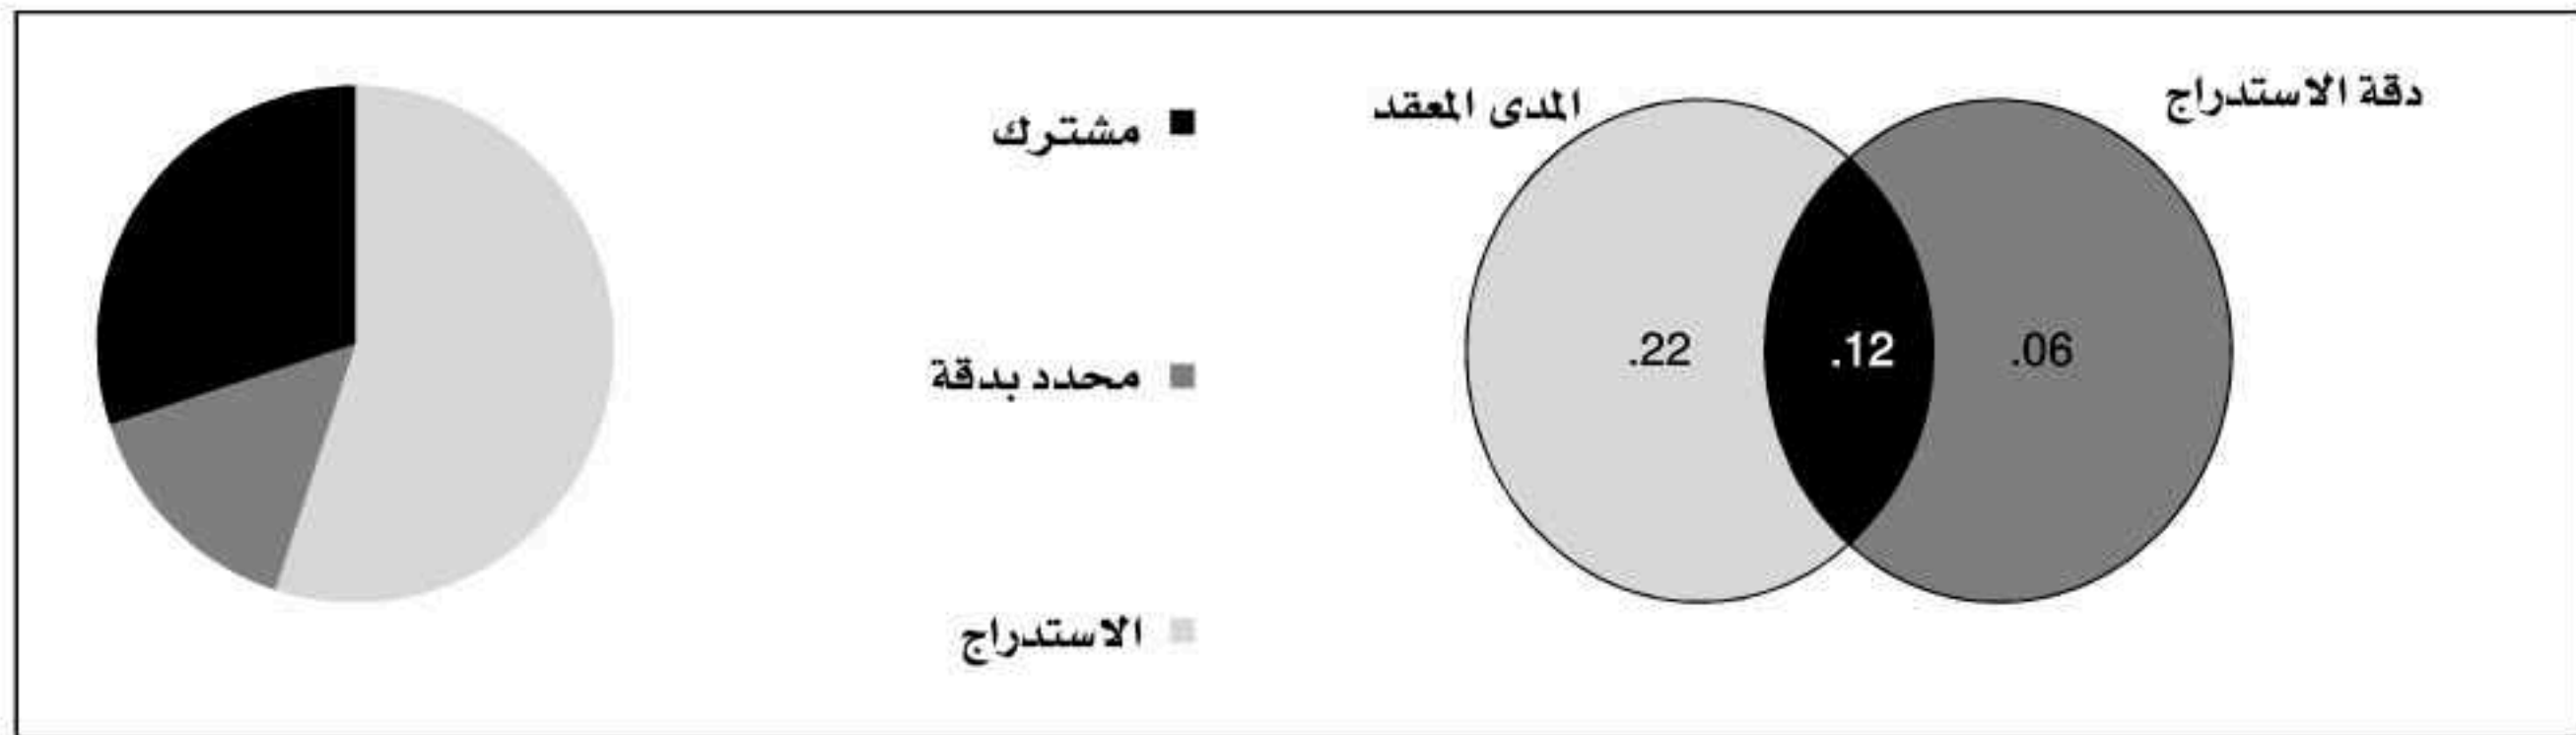 دقة الاستدراج
المدى المعقد
.22
.12
.06
مشترك
محدد بدقة
الاستدراج